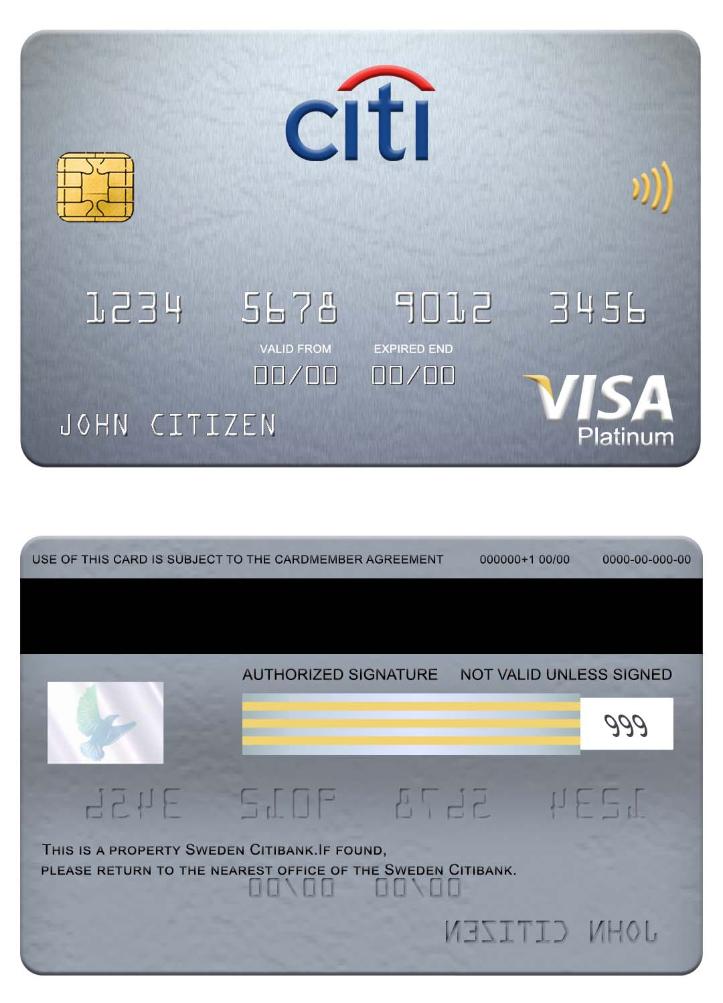 citi
1234 5678 9012 3456
VALID FROM EXPIRED END
00/00 00/00
JOHN CITIZEN
VISA
Platinum
USE OF THIS CARD IS SUBJECT TO THE CARDMEMBER AGREEMENT 000000+1 00/00 0000-00-000-00
AUTHORIZED SIGNATURE NOT VALID UNLESS SIGNED
999
1234 5678 9012 3456
THIS IS A PROPERTY SWEDEN CITIBANK.IF FOUND,
PLEASE RETURN TO THE NEAREST OFFICE OF THE SWEDEN CITIBANK.
00/00 00/00
JOHN CITIZEN